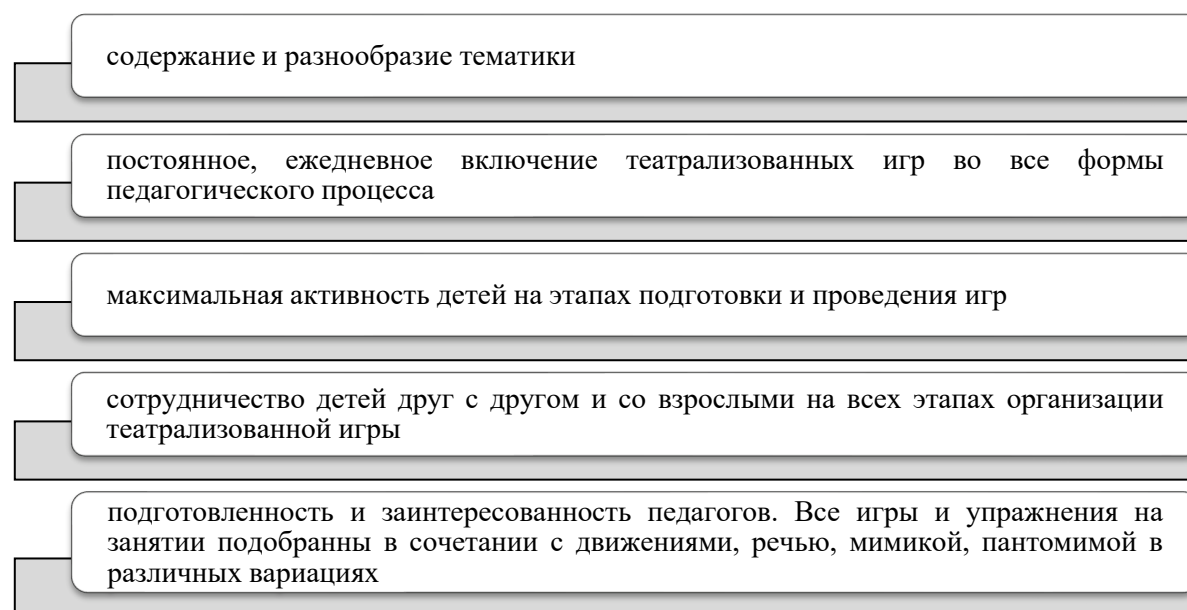 содержание и разнообразие тематики
постоянное, ежедневное включение театрализованных игр во все формы
педагогического процесса
максимальная активность детей на этапах подготовки и проведения игр
сотрудничество детей друг с другом и со взрослыми на всех этапах организации
театрализованной игры
подготовленность и заинтересованность педагогов. Все игры и упражнения на
занятии подобранны в сочетании с движениями, речью, мимикой, пантомимой в
различных вариациях